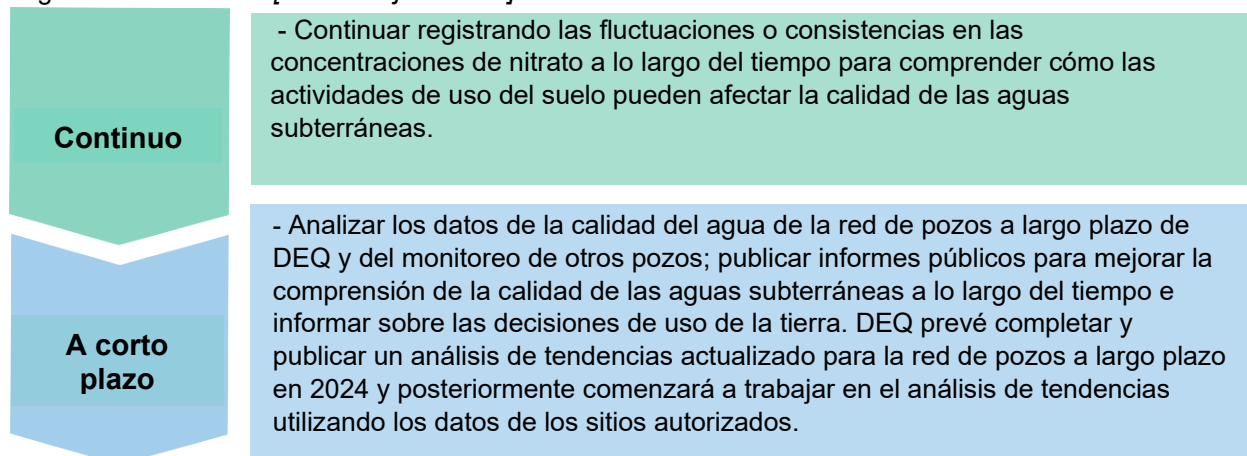 Continuo
- Continuar registrando las fluctuaciones o consistencias en las
concentraciones de nitrato a lo largo del tiempo para comprender cómo las
actividades de uso del suelo pueden afectar la calidad de las aguas
subterráneas.
A corto
plazo
- Analizar los datos de la calidad del agua de la red de pozos a largo plazo de
DEQ y del monitoreo de otros pozos; publicar informes públicos para mejorar la
comprensión de la calidad de las aguas subterráneas a lo largo del tiempo e
informar sobre las decisiones de uso de la tierra. DEQ prevé completar y
publicar un análisis de tendencias actualizado para la red de pozos a largo plazo
en 2024 y posteriormente comenzará a trabajar en el análisis de tendencias
utilizando los datos de los sitios autorizados.